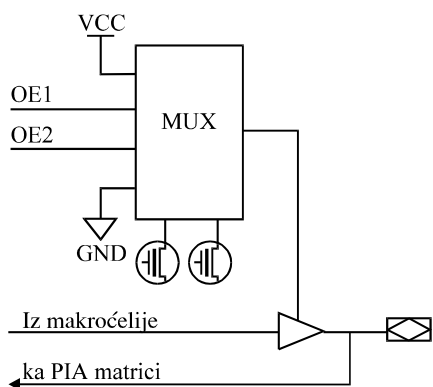 VCC
OE1
MUX
OE2
GND
Iz makroćelije
ka PIA matrici